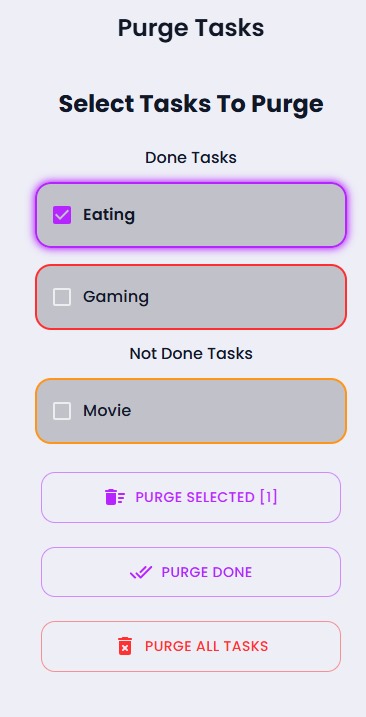 Purge Tasks
Select Tasks To Purge
Done Tasks
Eating
Gaming
Not Done Tasks
Movie
PURGE SELECTED [1]
PURGE DONE
PURGE ALL TASKS